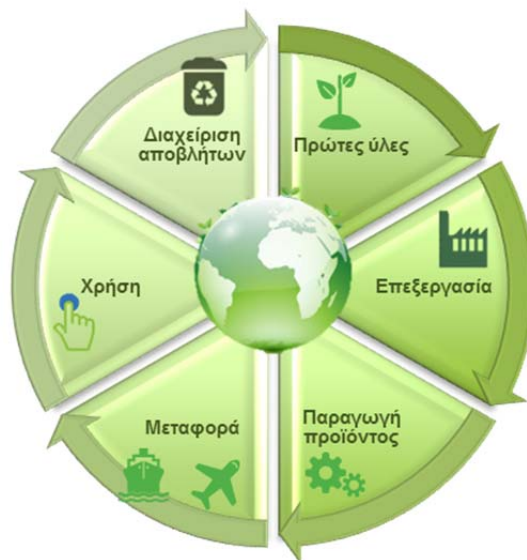 Πρώτες ύλες
Επεξεργασία
Παραγωγή
προϊόντος
Μεταφορά
Χρήση
Διαχείριση
αποβλήτων